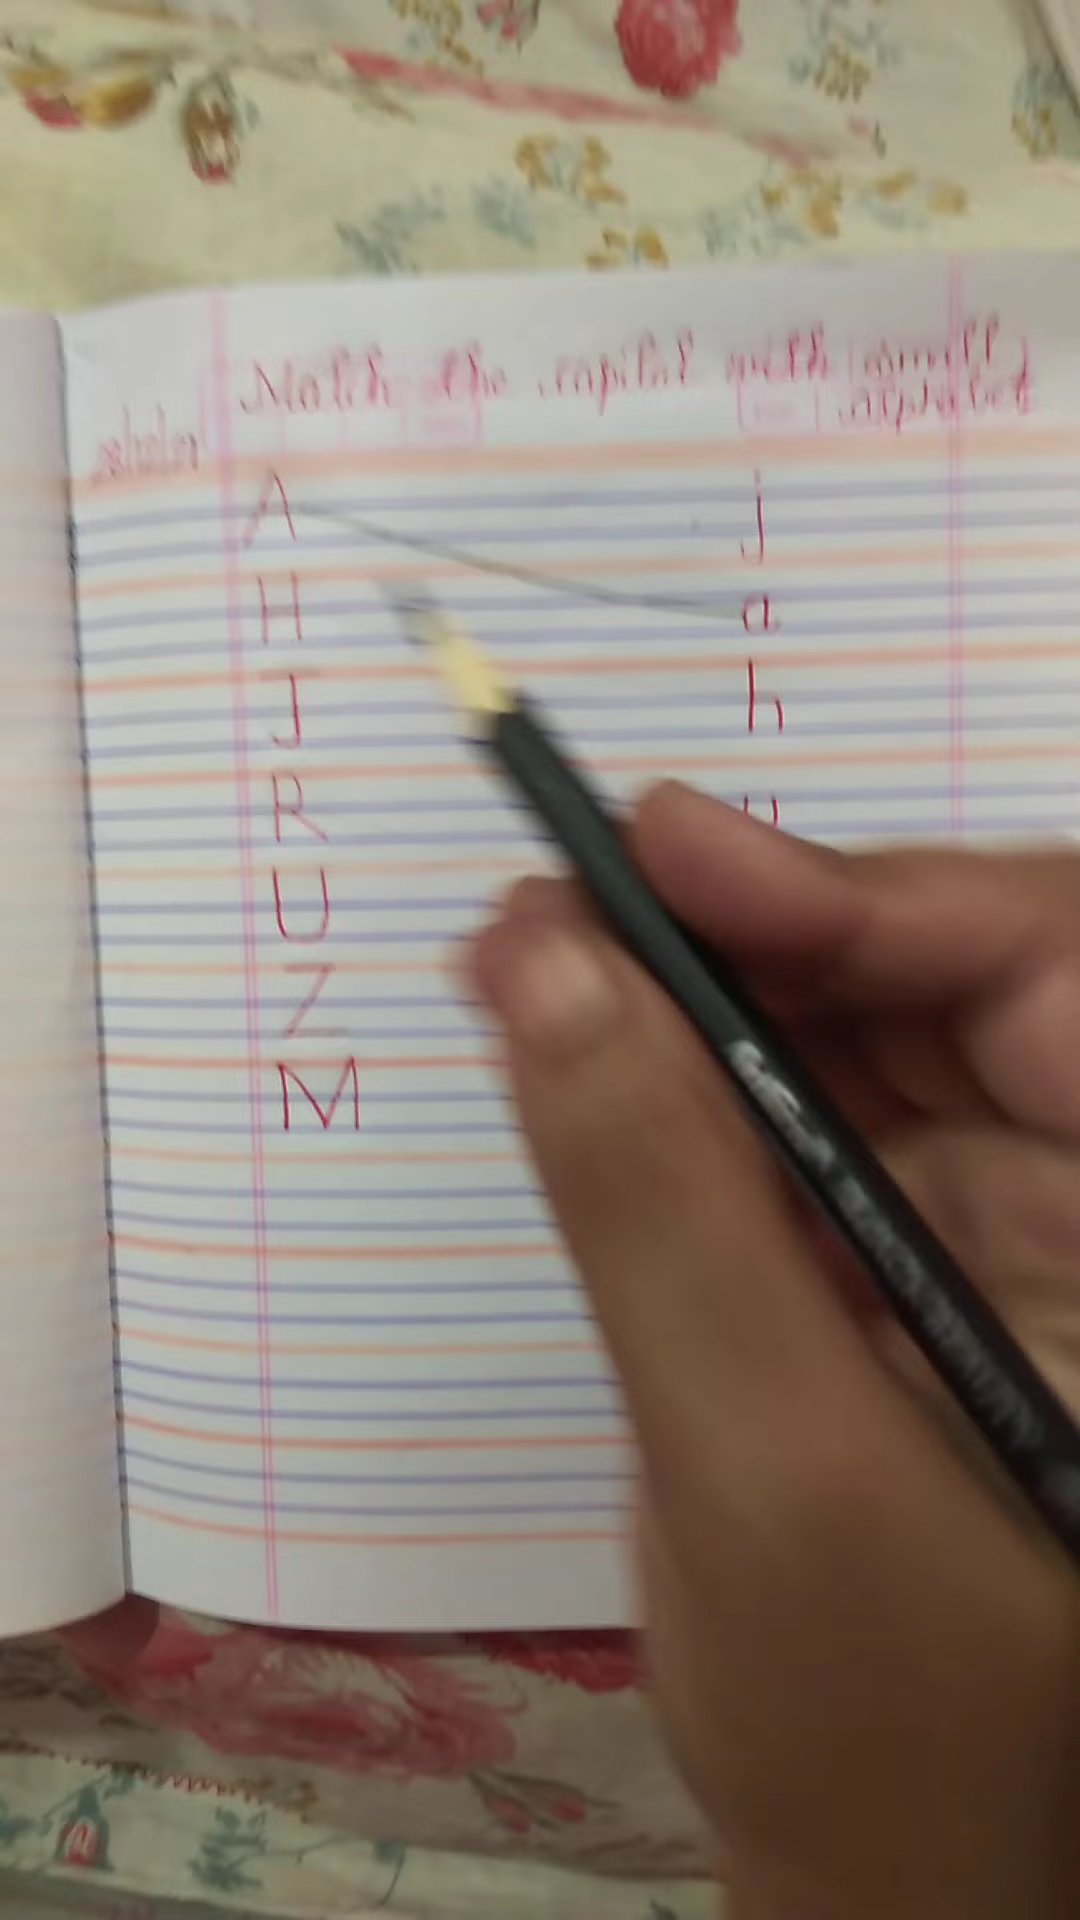 Match the capital with small
alphabet
A j
H a
J h
R u
U
Z
M